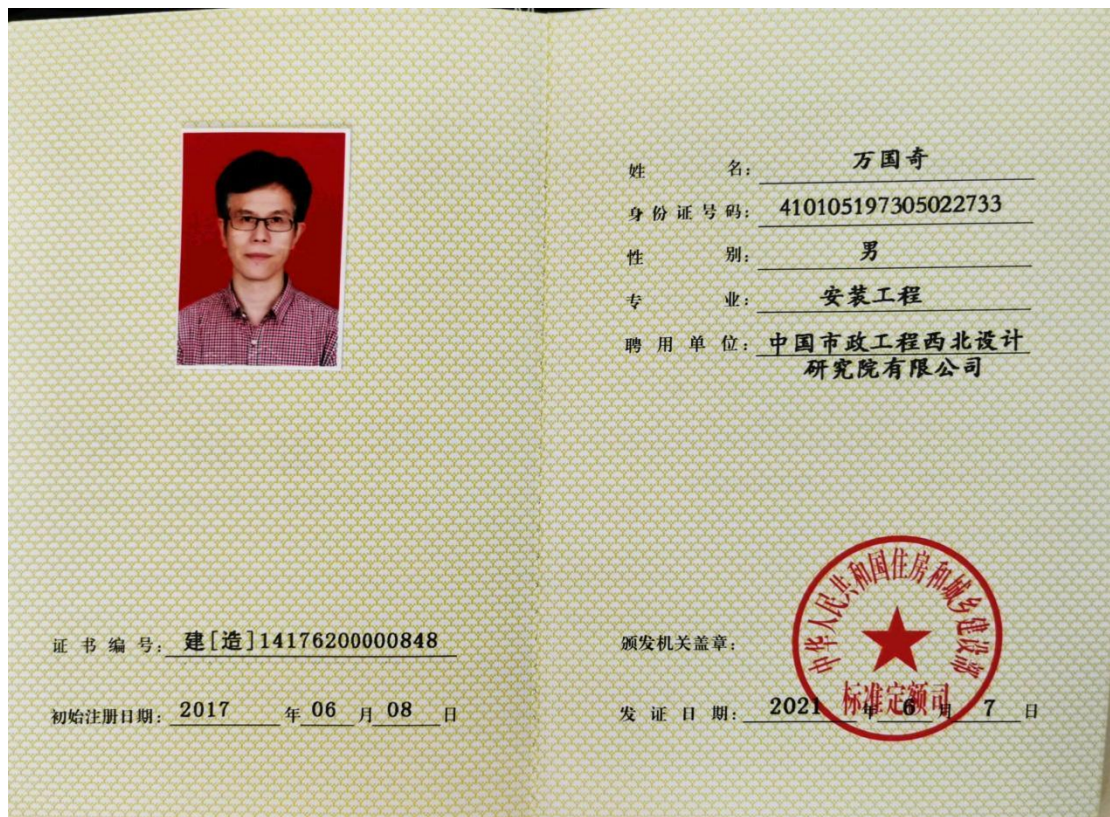 姓名：万国奇
身份证号码：410105197305022733
性别：男
专业：安装工程
聘用单位：中国市政工程西北设计
研究院有限公司
证书编号：建[造]14176200000848
初始注册日期：2017年06月08日
颁发机关盖章：
中华人民共和国住房和城乡建设部
标准定额司
发证日期：2021年6月7日